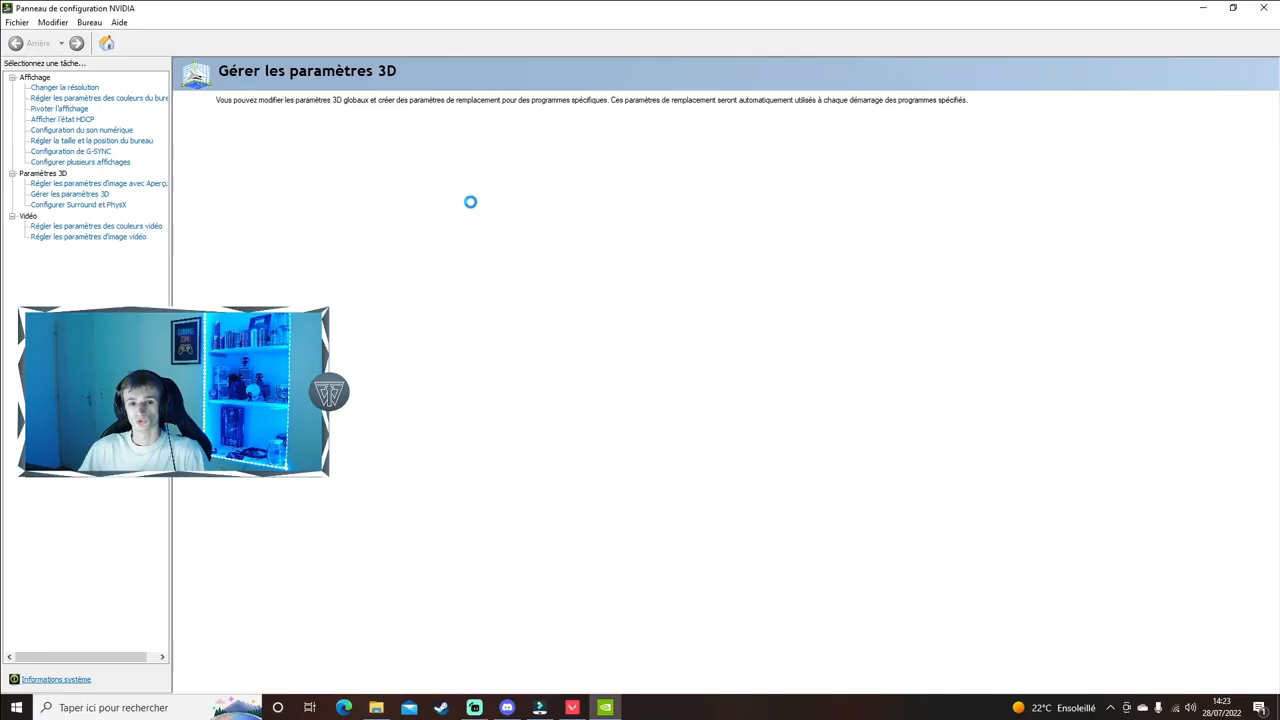 Panneau de configuration NVIDIA
Fichier Modifier Bureau Aide
Arrière
Sélectionnez une tâche...
Gérer les paramètres 3D
Vous pouvez modifier les paramètres 3D globaux et créer des paramètres de remplacement pour des programmes spécifiques. Ces paramètres de remplacement seront automatiquement utilisés à chaque démarrage des programmes spécifiés.
Affichage
Changer la résolution
Régler les paramètres des couleurs du bure
Pivoter l'affichage
Afficher l'état HDCP
Configuration du son numérique
Régler la taille et la position du bureau
Configuration de G-SYNC
Configurer plusieurs affichages
Paramètres 3D
Régler les paramètres d'image avec Aperçu
Gérer les paramètres 3D
Configurer Surround et PhysX
Vidéo
Régler les paramètres des couleurs vidéo
Régler les paramètres d'image vidéo
Informations système
Taper ici pour rechercher
22°C Ensoleillé
14:23
28/07/2022